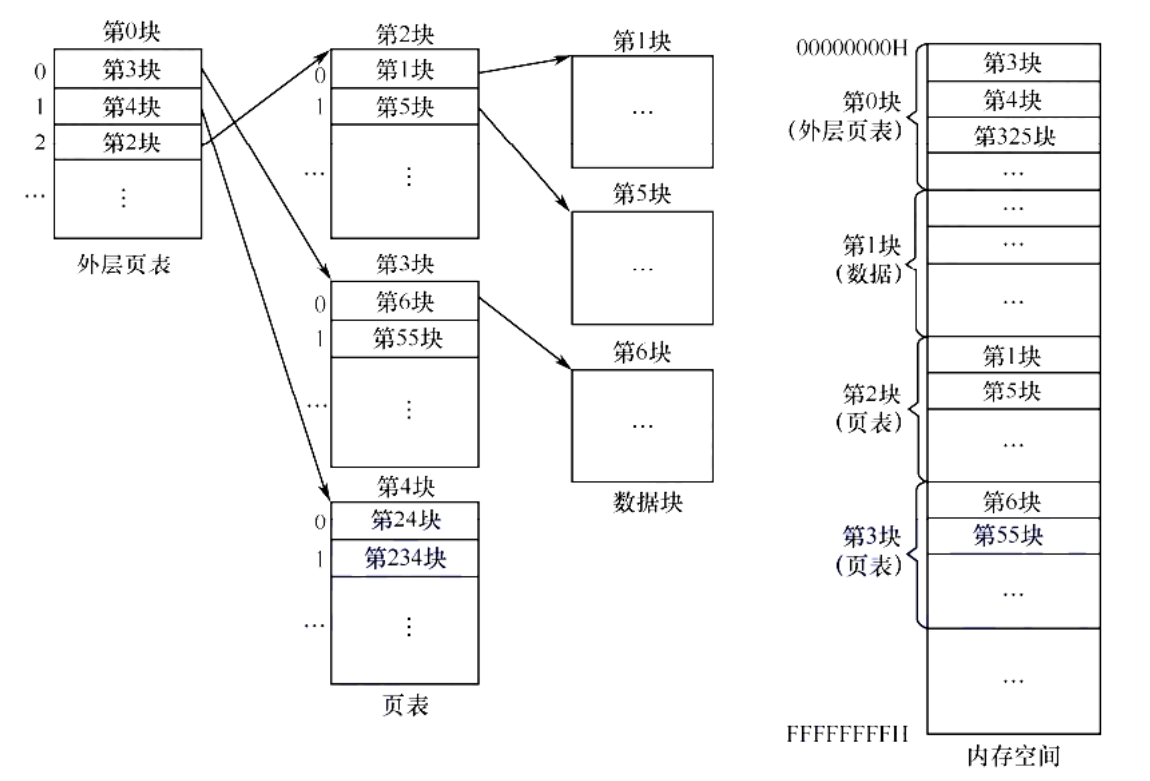 第0块
0
第3块
1
第4块
2
第2块
…
⋮
外层页表
第2块
0
第1块
1
第5块
…
⋮
第3块
0
第6块
1
第55块
…
⋮
第4块
0
第24块
1
第234块
…
⋮
页表
第1块
…
第5块
…
第6块
…
数据块
00000000H
第0块
(外层页表)
第3块
第4块
第325块
…
第1块
(数据)
…
…
…
第2块
(页表)
第1块
第5块
…
第3块
(页表)
第6块
第55块
…
…
FFFFFFFFH
内存空间